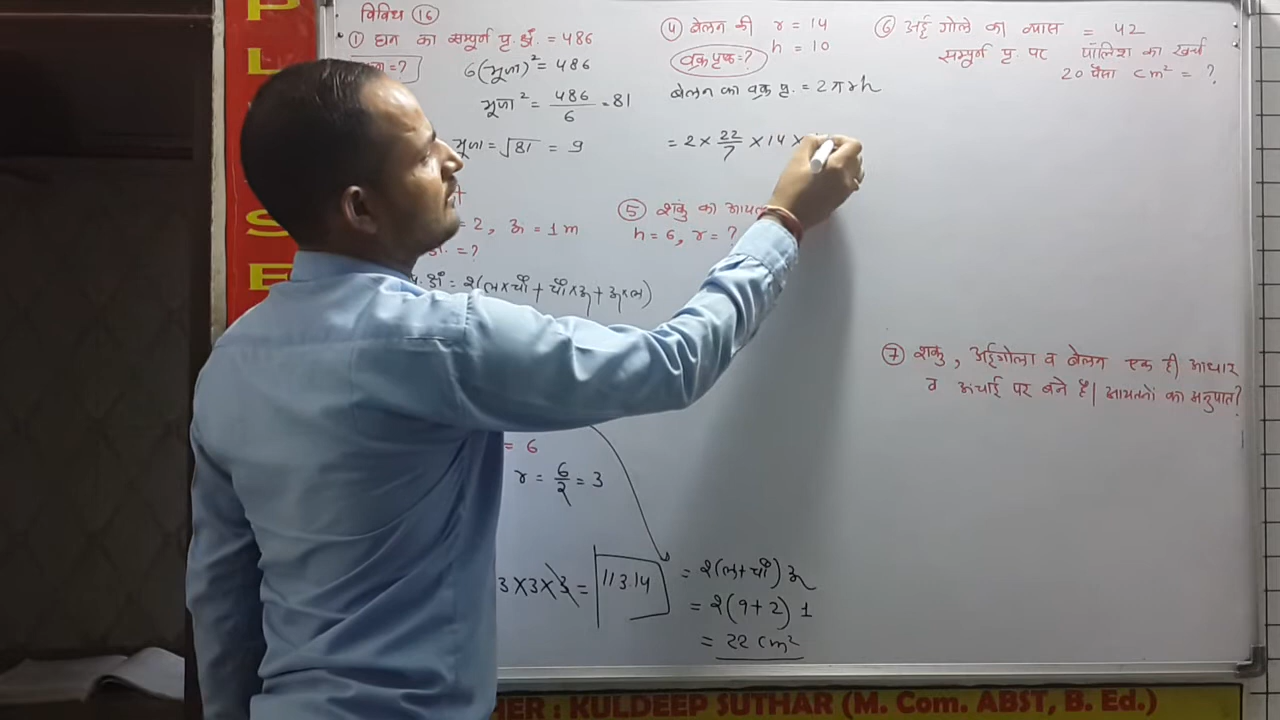 विविध 16
① घन का सम्पूर्ण पृ. क्षे. = 486
6(भुजा)² = 486
भुजा² = 486/6 = 81
भुजा = √81 = 9
= 2, ऊ = 1 m
= ?
क्षे. = 2(ल×चौ + चौ×ऊ + ऊ×ल)
= 6
r = 6/2 = 3
3×3×3 = 113.14
= 2(ल+चौ) ऊ
= 2(9+2) 1
= 22 cm²
④ बेलन की r = 14
h = 10
वक्र पृष्ठ = ?
बेलन का वक्र पृ. = 2πrh
= 2 × 22/7 × 14 ×
⑤ शंकु का आयत
h = 6, r = ?
⑥ अर्द्ध गोले का व्यास = 42
सम्पूर्ण पृ. पर पॉलिश का खर्च
20 पैसा cm² = ?
⑦ शंकु, अर्द्धगोला व बेलन एक ही आधार
व ऊंचाई पर बने है। आयतनों का अनुपात?
PLSE
HER : KULDEEP SUTHAR (M. Com. ABST, B. Ed.)